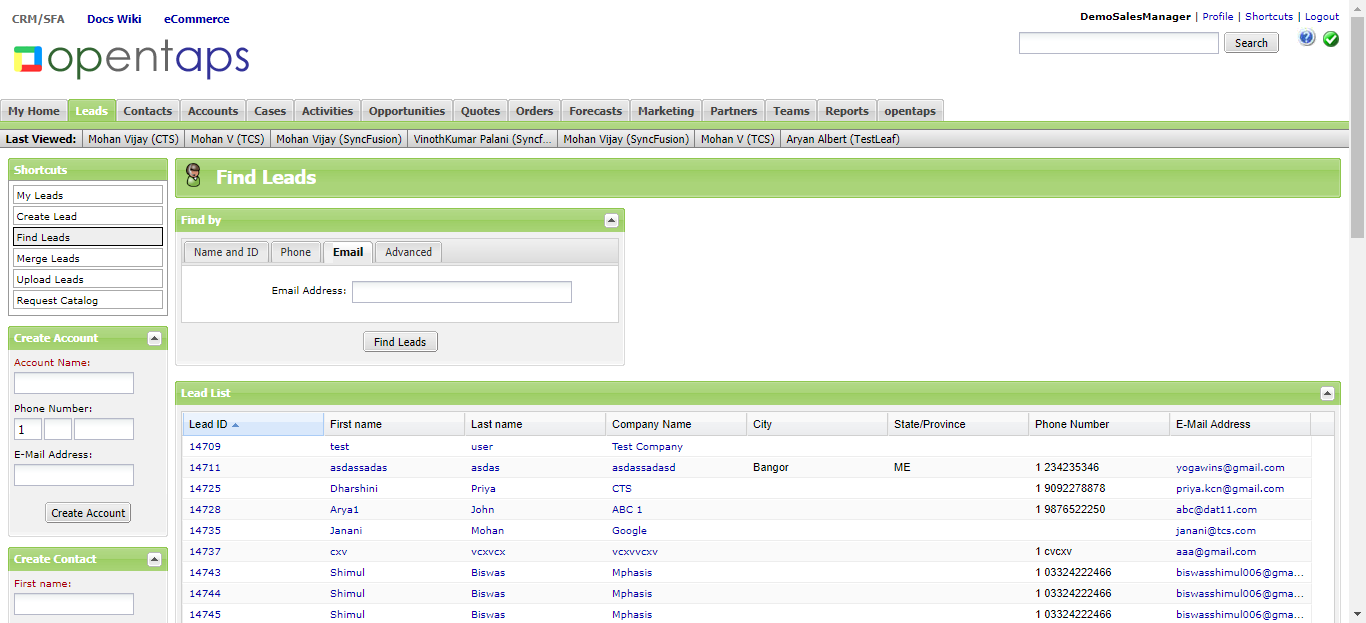 CRM/SFA Docs Wiki eCommerce
DemoSalesManager | Profile | Shortcuts | Logout
opentaps
Search
My Home Leads Contacts Accounts Cases Activities Opportunities Quotes Orders Forecasts Marketing Partners Teams Reports opentaps
Last Viewed: Mohan Vijay (CTS) Mohan V (TCS) Mohan Vijay (SyncFusion) VinothKumar Palani (Syncf... Mohan Vijay (SyncFusion) Mohan V (TCS) Aryan Albert (TestLeaf)
Shortcuts
My Leads
Create Lead
Find Leads
Merge Leads
Upload Leads
Request Catalog
Create Account
Account Name:
Phone Number:
1
E-Mail Address:
Create Account
Create Contact
First name:
Find Leads
Find by
Name and ID Phone Email Advanced
Email Address:
Find Leads
Lead List
Lead ID First name Last name Company Name City State/Province Phone Number E-Mail Address
14709 test user Test Company
14711 asdassadas asdas asdassadasd Bangor ME 1 234235346 yogawins@gmail.com
14725 Dharshini Priya CTS 1 9092278878 priya.kcn@gmail.com
14728 Arya1 John ABC 1 1 9876522250 abc@dat11.com
14735 Janani Mohan Google janani@tcs.com
14737 cxv vcxvcx vcxvvcxv 1 cvcxv aaa@gmail.com
14743 Shimul Biswas Mphasis 1 03324222466 biswasshimul006@gma...
14744 Shimul Biswas Mphasis 1 03324222466 biswasshimul006@gma...
14745 Shimul Biswas Mphasis 1 03324222466 biswasshimul006@gma...